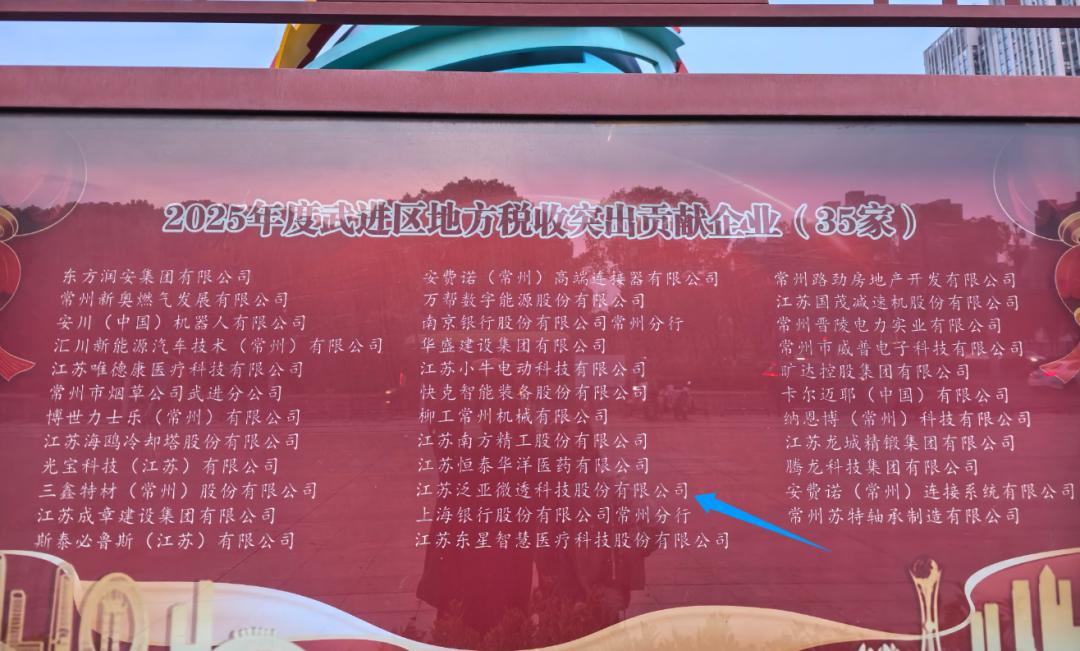 2025年度武进区地方税收突出贡献企业（35家）
东方润安集团有限公司
常州新奥燃气发展有限公司
安川（中国）机器人有限公司
汇川新能源汽车技术（常州）有限公司
江苏唯德康医疗科技有限公司
常州市烟草公司武进分公司
博世力士乐（常州）有限公司
江苏海鸥冷却塔股份有限公司
光宝科技（江苏）有限公司
三鑫特材（常州）股份有限公司
江苏成章建设集团有限公司
斯泰必鲁斯（江苏）有限公司
安费诺（常州）高端连接器有限公司
万帮数字能源股份有限公司
南京银行股份有限公司常州分行
华盛建设集团有限公司
江苏小牛电动科技有限公司
快克智能装备股份有限公司
柳工常州机械有限公司
江苏南方精工股份有限公司
江苏恒泰华洋医药有限公司
江苏泛亚微透科技股份有限公司
上海银行股份有限公司常州分行
江苏东星智慧医疗科技股份有限公司
常州路劲房地产开发有限公司
江苏国茂减速机股份有限公司
常州晋陵电力实业有限公司
常州市威普电子科技有限公司
旷达控股集团有限公司
卡尔迈耶（中国）有限公司
纳恩博（常州）科技有限公司
江苏龙城精锻集团有限公司
腾龙科技集团有限公司
安费诺（常州）连接系统有限公司
常州苏特轴承制造有限公司